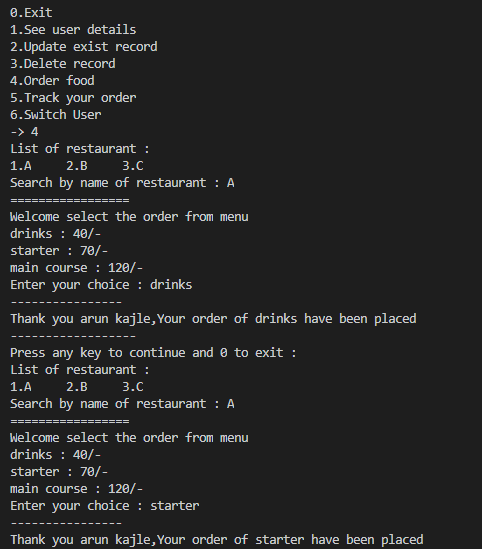 0.Exit
1.See user details
2.Update exist record
3.Delete record
4.Order food
5.Track your order
6.Switch User
-> 4
List of restaurant :
1.A     2.B     3.C
Search by name of restaurant : A
=================
Welcome select the order from menu
drinks : 40/-
starter : 70/-
main course : 120/-
Enter your choice : drinks
----------------
Thank you arun kajle,Your order of drinks have been placed
------------------
Press any key to continue and 0 to exit :
List of restaurant :
1.A     2.B     3.C
Search by name of restaurant : A
=================
Welcome select the order from menu
drinks : 40/-
starter : 70/-
main course : 120/-
Enter your choice : starter
----------------
Thank you arun kajle,Your order of starter have been placed